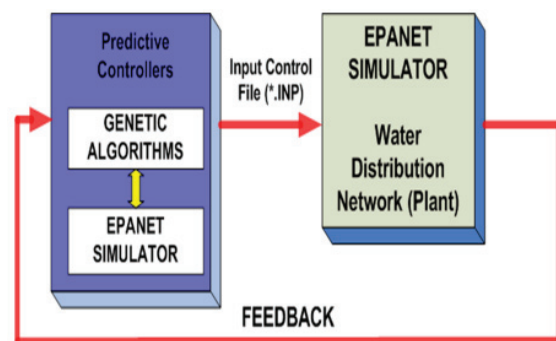 Predictive
Controllers
GENETIC
ALGORITHMS
EPANET
SIMULATOR
Input Control
File (*.INP)
EPANET
SIMULATOR
Water
Distribution
Network (Plant)
FEEDBACK